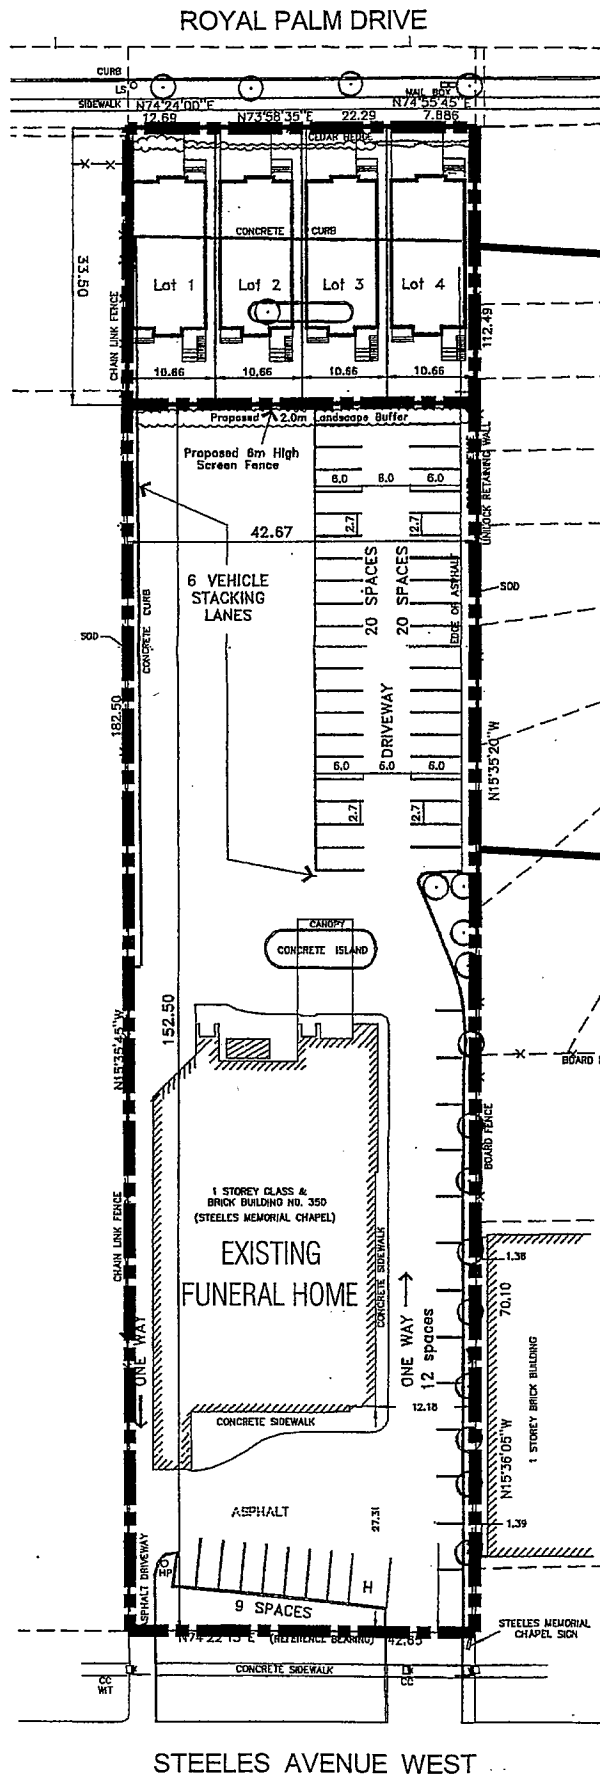 ROYAL PALM DRIVE
CURB
LS
MAIL BOX
SIDEWALK
N74°24'00"E
N74°55'45"E
12.69
N73°58'35"E
22.29
7.886
CEDAR HEDGE
33.50
CONCRETE CURB
Lot 1
Lot 2
Lot 3
Lot 4
CHAIN LINK FENCE
112.49
10.66
10.66
10.66
10.66
Proposed 2.0m Landscape Buffer
Proposed 6m High
Screen Fence
UNILOCK RETAINING WALL
6.0
6.0
6.0
2.7
2.7
42.67
6 VEHICLE
STACKING
LANES
20 SPACES
20 SPACES
EDGE OF ASPHALT
SOD
SOD
CONCRETE CURB
182.50
DRIVEWAY
N15°35'20"W
6.0
6.0
6.0
2.7
2.7
CANOPY
CONCRETE ISLAND
152.50
N15°35'45"W
BOARD
BOARD FENCE
1 STOREY GLASS &
BRICK BUILDING NO. 350
(STEELES MEMORIAL CHAPEL)
EXISTING
FUNERAL HOME
CHAIN LINK FENCE
CONCRETE SIDEWALK
1.38
70.10
ONE WAY
ONE WAY
12 spaces
1 STOREY BRICK BUILDING
12.18
CONCRETE SIDEWALK
N15°36'05"W
ASPHALT
27.31
1.39
ASPHALT DRIVEWAY
HP
H
9 SPACES
N74°22'15"E (REFERENCE BEARING) 42.65
STEELES MEMORIAL
CHAPEL SIGN
CONCRETE SIDEWALK
CC
WIT
CC
STEELES AVENUE WEST